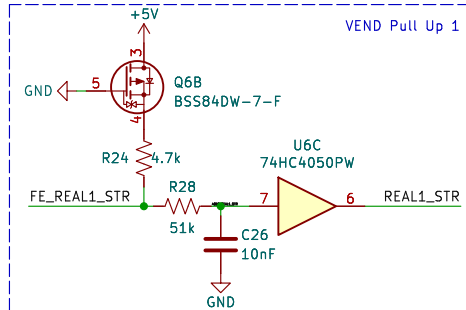 +5V
VEND Pull Up 1
3
Q6B
BSS84DW-7-F
GND
5
4
R24
4.7k
U6C
74HC4050PW
FE_REAL1_STR
R28
51k
7
6
REAL1_STR
C26
10nF
GND